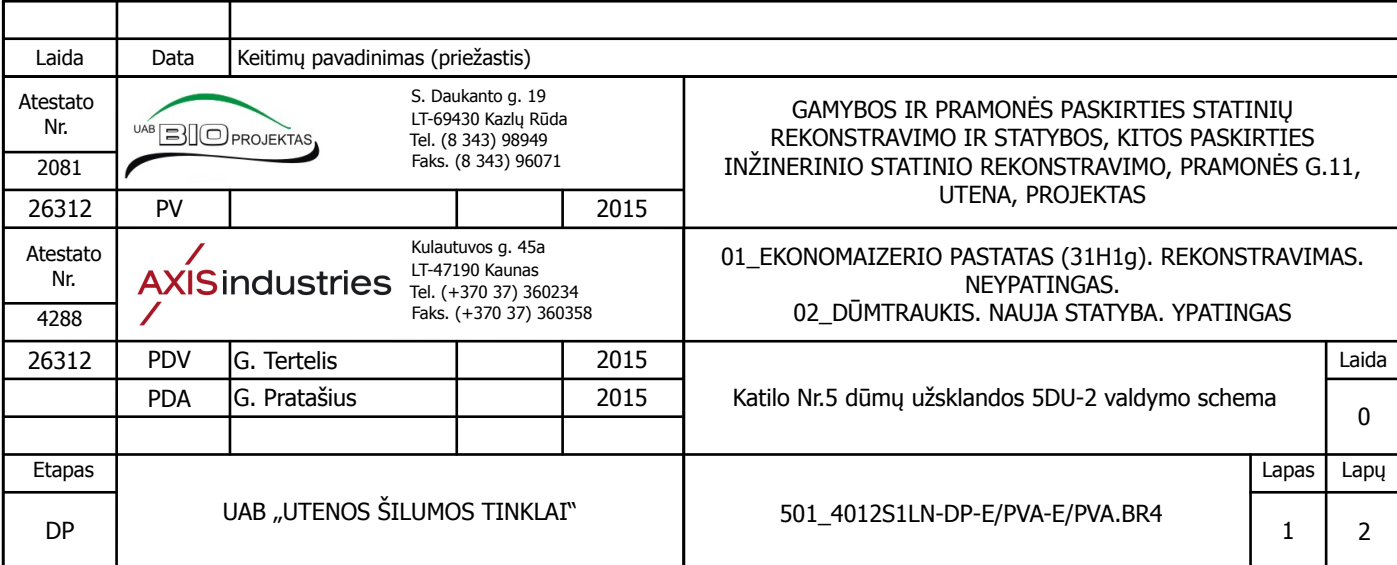 Laida Data Keitimų pavadinimas (priežastis)
Atestato
Nr.
2081
UAB BIO PROJEKTAS
S. Daukanto g. 19
LT-69430 Kazlų Rūda
Tel. (8 343) 98949
Faks. (8 343) 96071
GAMYBOS IR PRAMONĖS PASKIRTIES STATINIŲ
REKONSTRAVIMO IR STATYBOS, KITOS PASKIRTIES
INŽINERINIO STATINIO REKONSTRAVIMO, PRAMONĖS G.11,
UTENA, PROJEKTAS
26312 PV 2015
Atestato
Nr.
4288
AXIS industries
Kulautuvos g. 45a
LT-47190 Kaunas
Tel. (+370 37) 360234
Faks. (+370 37) 360358
01_EKONOMAIZERIO PASTATAS (31H1g). REKONSTRAVIMAS.
NEYPATINGAS.
02_DŪMTRAUKIS. NAUJA STATYBA. YPATINGAS
26312 PDV G. Tertelis 2015
PDA G. Pratašius 2015
Katilo Nr.5 dūmų užsklandos 5DU-2 valdymo schema
Laida
0
Etapas
DP
UAB „UTENOS ŠILUMOS TINKLAI“
501_4012S1LN-DP-E/PVA-E/PVA.BR4
Lapas Lapų
1 2